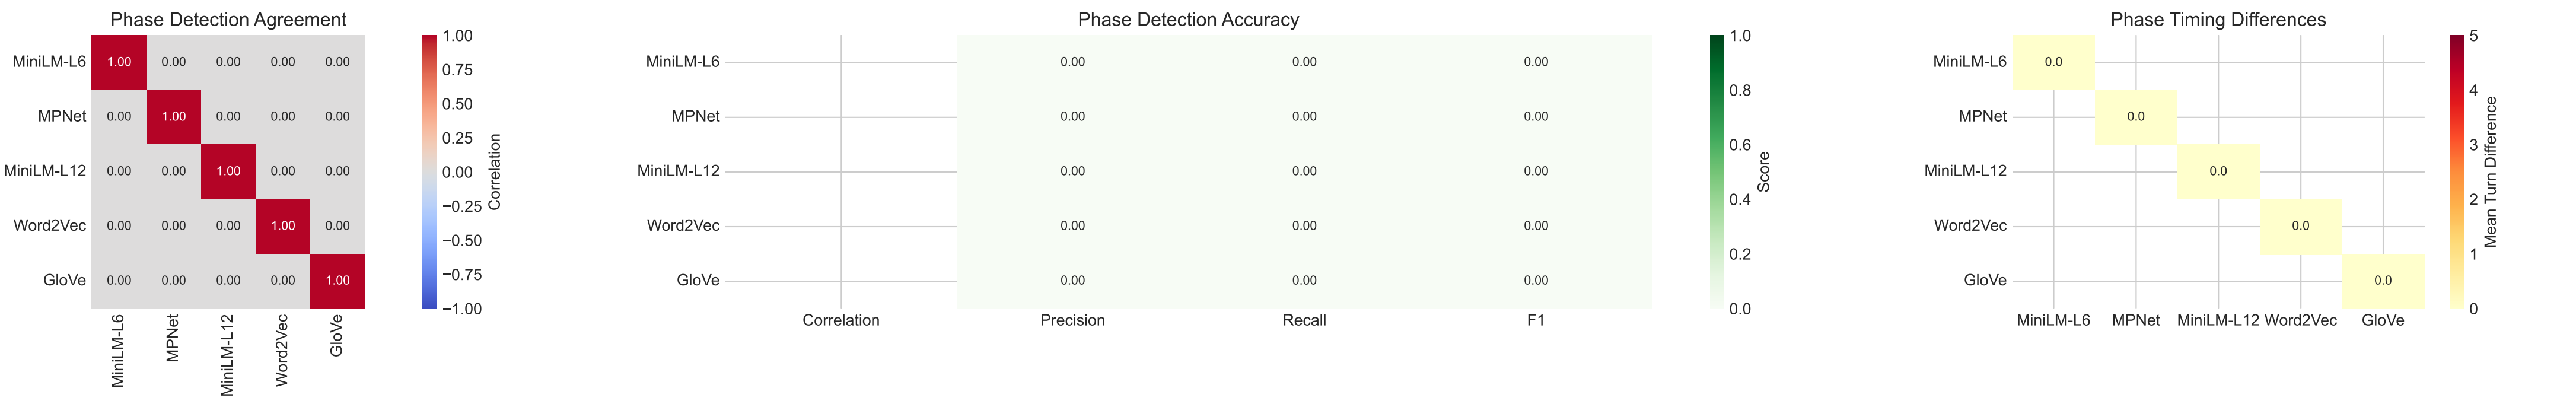 Phase Detection Agreement
MiniLM-L6 1.00 0.00 0.00 0.00 0.00
MPNet 0.00 1.00 0.00 0.00 0.00
MiniLM-L12 0.00 0.00 1.00 0.00 0.00
Word2Vec 0.00 0.00 0.00 1.00 0.00
GloVe 0.00 0.00 0.00 0.00 1.00
MiniLM-L6 MPNet MiniLM-L12 Word2Vec GloVe
1.00
0.75
0.50
0.25
0.00
−0.25
−0.50
−0.75
−1.00
Correlation
Phase Detection Accuracy
MiniLM-L6 0.00 0.00 0.00
MPNet 0.00 0.00 0.00
MiniLM-L12 0.00 0.00 0.00
Word2Vec 0.00 0.00 0.00
GloVe 0.00 0.00 0.00
Correlation Precision Recall F1
1.0
0.8
0.6
0.4
0.2
0.0
Score
Phase Timing Differences
MiniLM-L6 0.0
MPNet 0.0
MiniLM-L12 0.0
Word2Vec 0.0
GloVe 0.0
MiniLM-L6 MPNet MiniLM-L12 Word2Vec GloVe
5
4
3
2
1
0
Mean Turn Difference